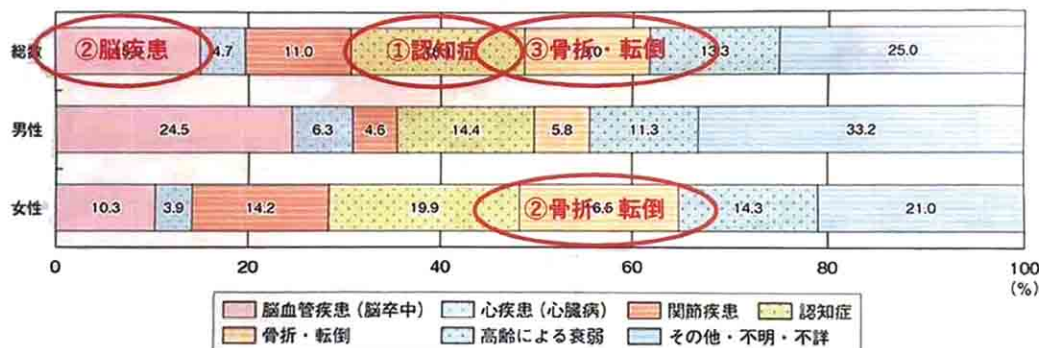 総数 ②脳疾患 4.7 11.0 ①認知症 ③骨折・転倒 13.3 25.0
男性 24.5 6.3 4.6 14.4 5.8 11.3 33.2
女性 10.3 3.9 14.2 19.9 ②骨折・転倒 14.3 21.0
0 20 40 60 80 100
(%)
脳血管疾患(脳卒中) 心疾患(心臓病) 関節疾患 認知症
骨折・転倒 高齢による衰弱 その他・不明・不詳